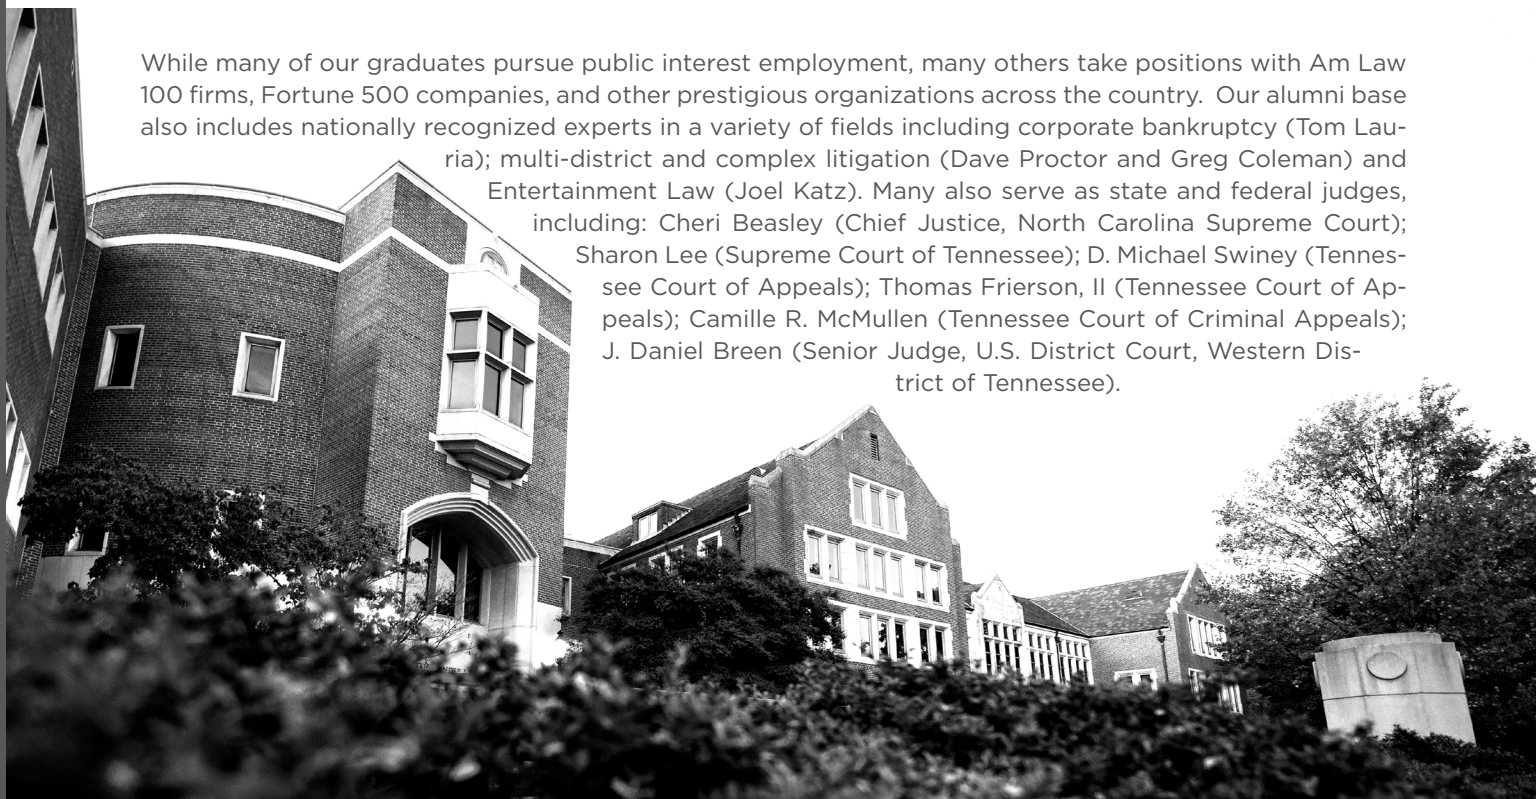 While many of our graduates pursue public interest employment, many others take positions with Am Law
100 firms, Fortune 500 companies, and other prestigious organizations across the country.  Our alumni base
also includes nationally recognized experts in a variety of fields including corporate bankruptcy (Tom Lau-
ria); multi-district and complex litigation (Dave Proctor and Greg Coleman) and
Entertainment Law (Joel Katz). Many also serve as state and federal judges,
including: Cheri Beasley (Chief Justice, North Carolina Supreme Court);
Sharon Lee (Supreme Court of Tennessee); D. Michael Swiney (Tennes-
see Court of Appeals); Thomas Frierson, II (Tennessee Court of Ap-
peals); Camille R. McMullen (Tennessee Court of Criminal Appeals);
J. Daniel Breen (Senior Judge, U.S. District Court, Western Dis-
trict of Tennessee).